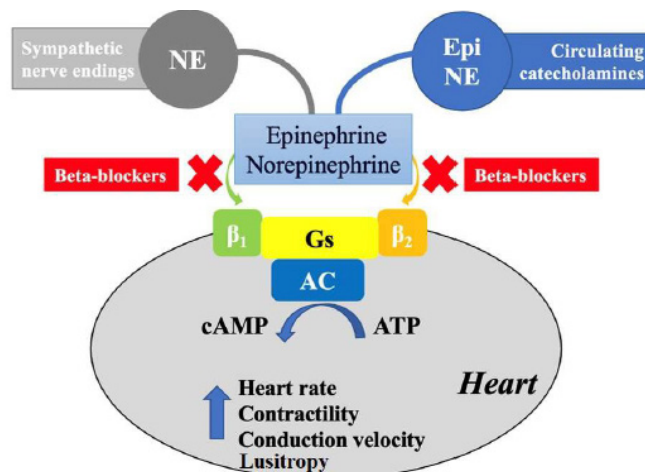 Sympathetic
nerve endings
NE
Epi
NE
Circulating
catecholamines
Epinephrine
Norepinephrine
Beta-blockers
Beta-blockers
β₁
Gs
β₂
AC
cAMP
ATP
Heart
Heart rate
Contractility
Conduction velocity
Lusitropy